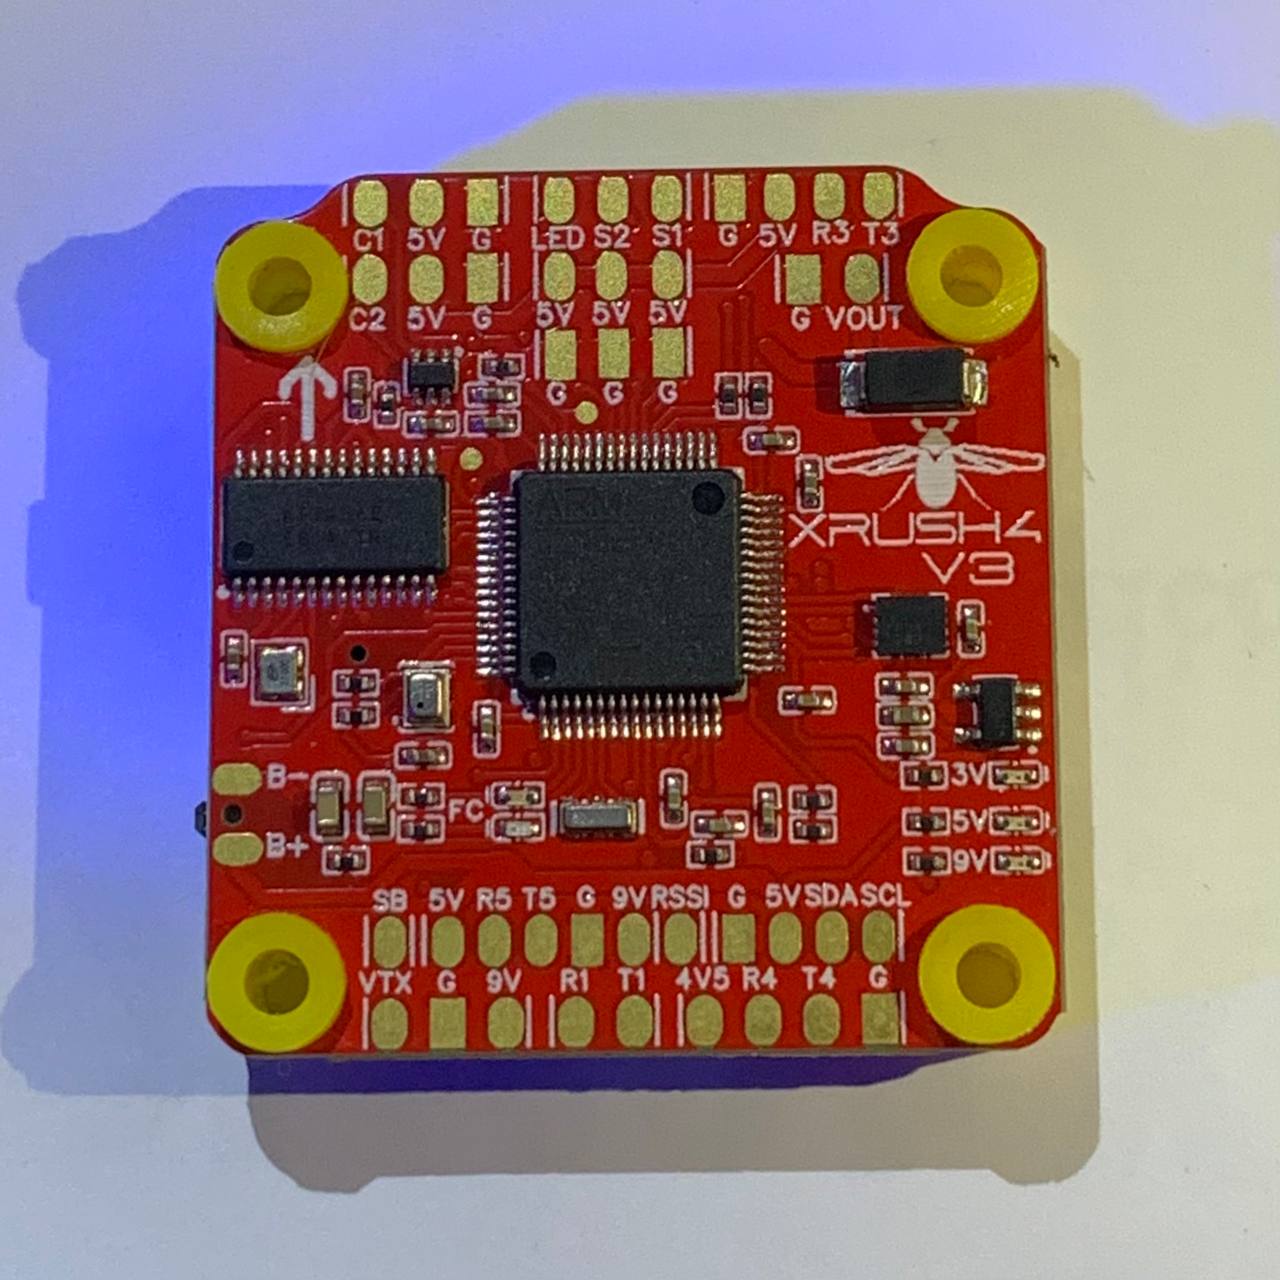 C1 5V G LED S2 S1 G 5V R3 T3
C2 5V G 5V 5V 5V G VOUT
G G G
ARM
XRUSH4
V3
3V
B- FC 5V
B+ 9V
SB 5V R5 T5 G 9V RSSI G 5V SDA SCL
VTX G 9V R1 T1 4V5 R4 T4 G